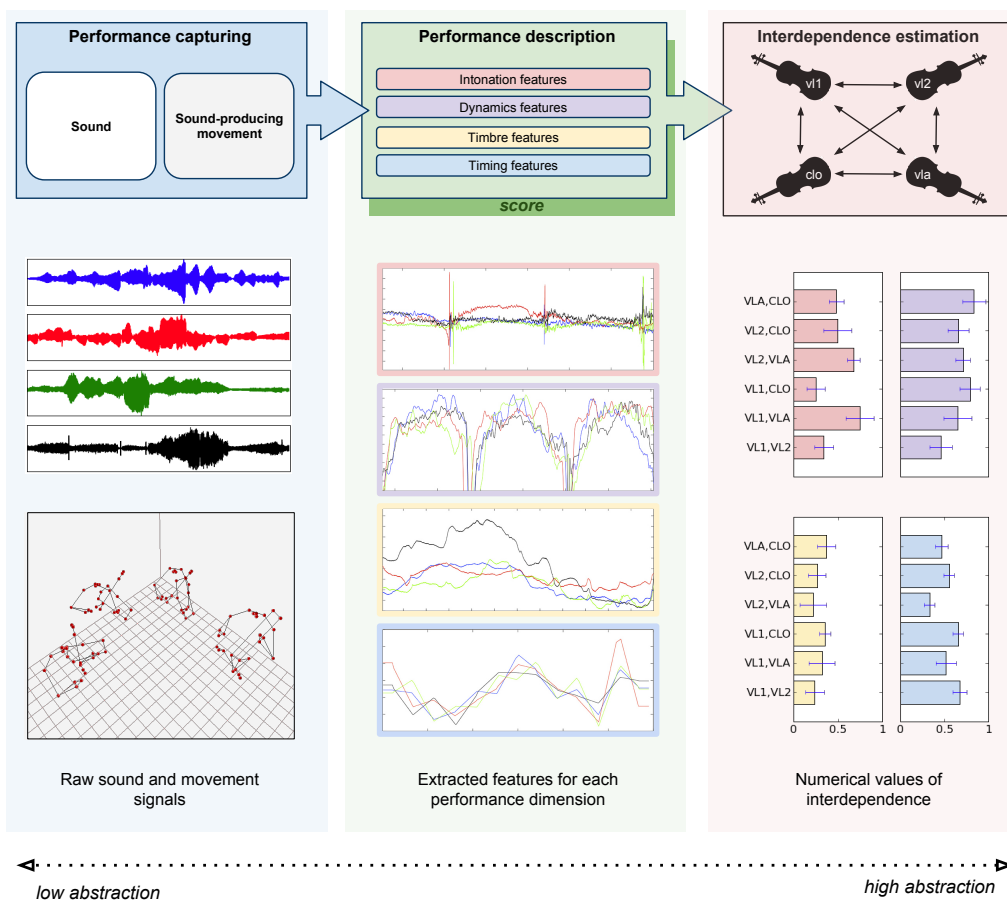 Performance capturing
Sound
Sound-producing
movement
Performance description
Intonation features
Dynamics features
Timbre features
Timing features
score
Interdependence estimation
vl1
vl2
clo
vla
VLA,CLO
VL2,CLO
VL2,VLA
VL1,CLO
VL1,VLA
VL1,VL2
VLA,CLO
VL2,CLO
VL2,VLA
VL1,CLO
VL1,VLA
VL1,VL2
0 0.5 1 0 0.5 1
Raw sound and movement
signals
Extracted features for each
performance dimension
Numerical values of
interdependence
low abstraction
high abstraction